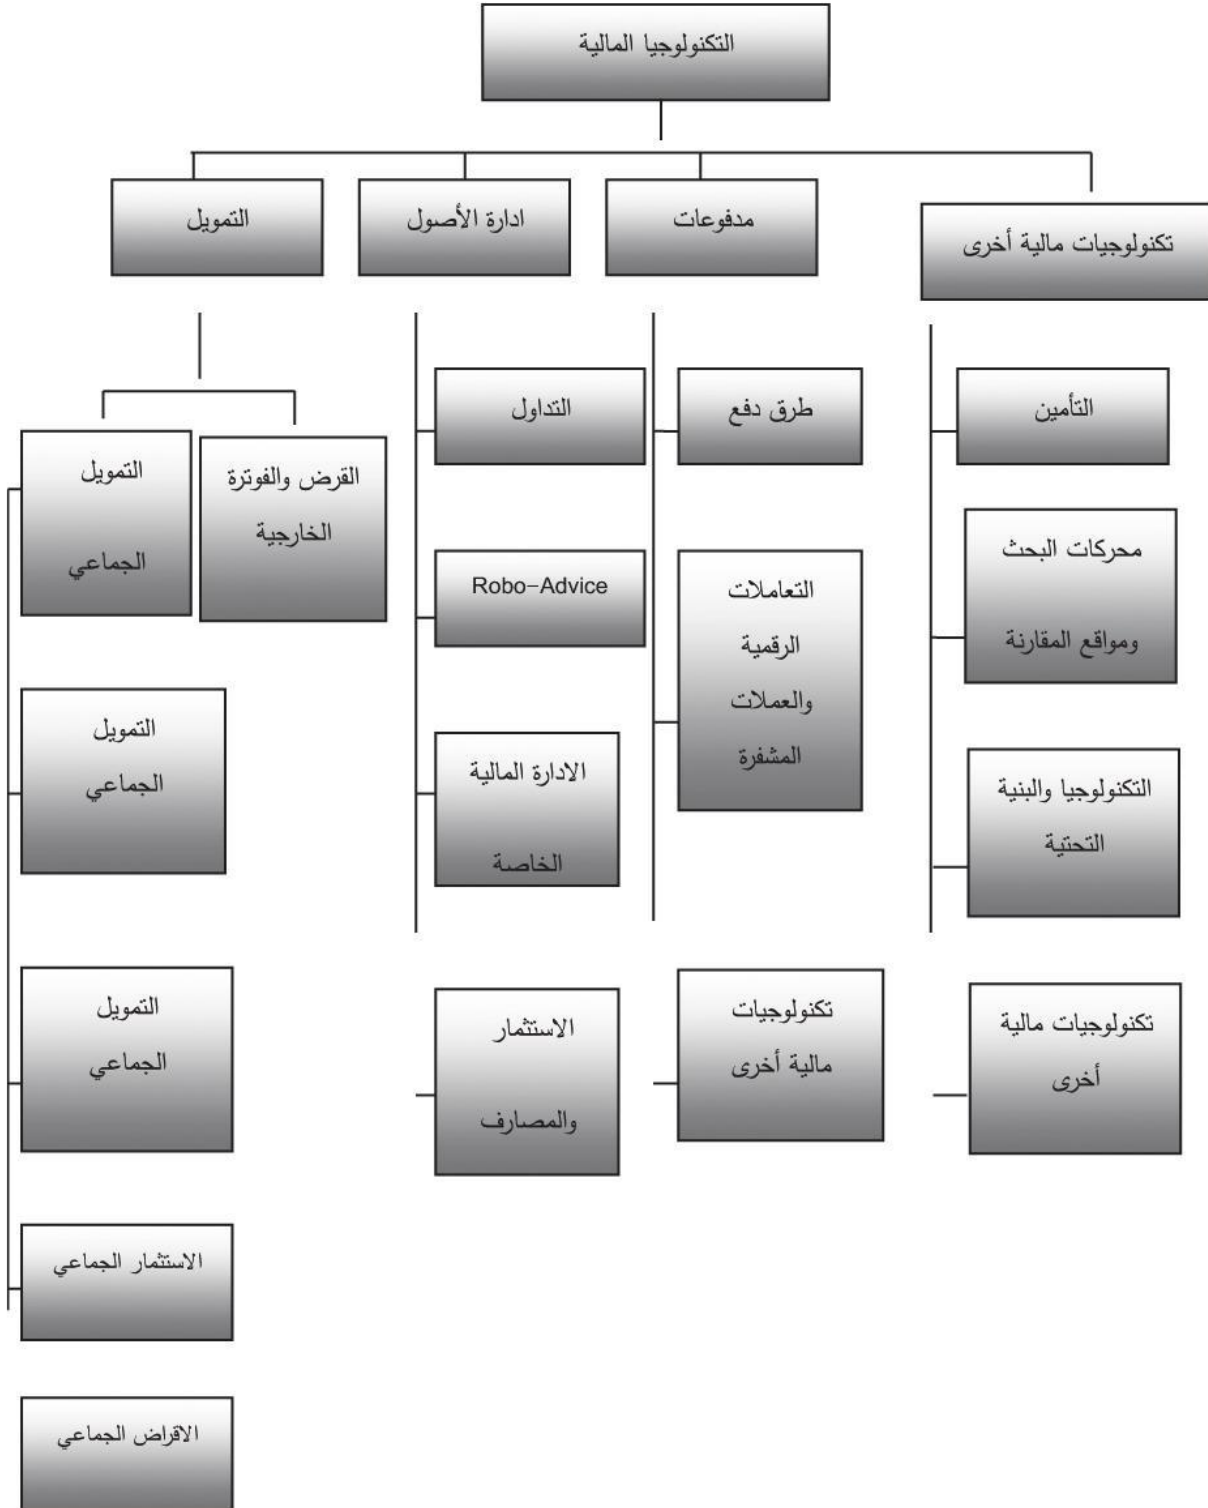 التكنولوجيا المالية
تكنولوجيات مالية أخرى
مدفوعات
ادارة الأصول
التمويل
التأمين
محركات البحث
ومواقع المقارنة
التكنولوجيا والبنية
التحتية
تكنولوجيات مالية
أخرى
طرق دفع
التعاملات
الرقمية
والعملات
المشفرة
تكنولوجيات
مالية أخرى
التداول
Robo-Advice
الادارة المالية
الخاصة
الاستثمار
والمصارف
القرض والفوترة
الخارجية
التمويل
الجماعي
التمويل
الجماعي
التمويل
الجماعي
الاستثمار الجماعي
الاقراض الجماعي